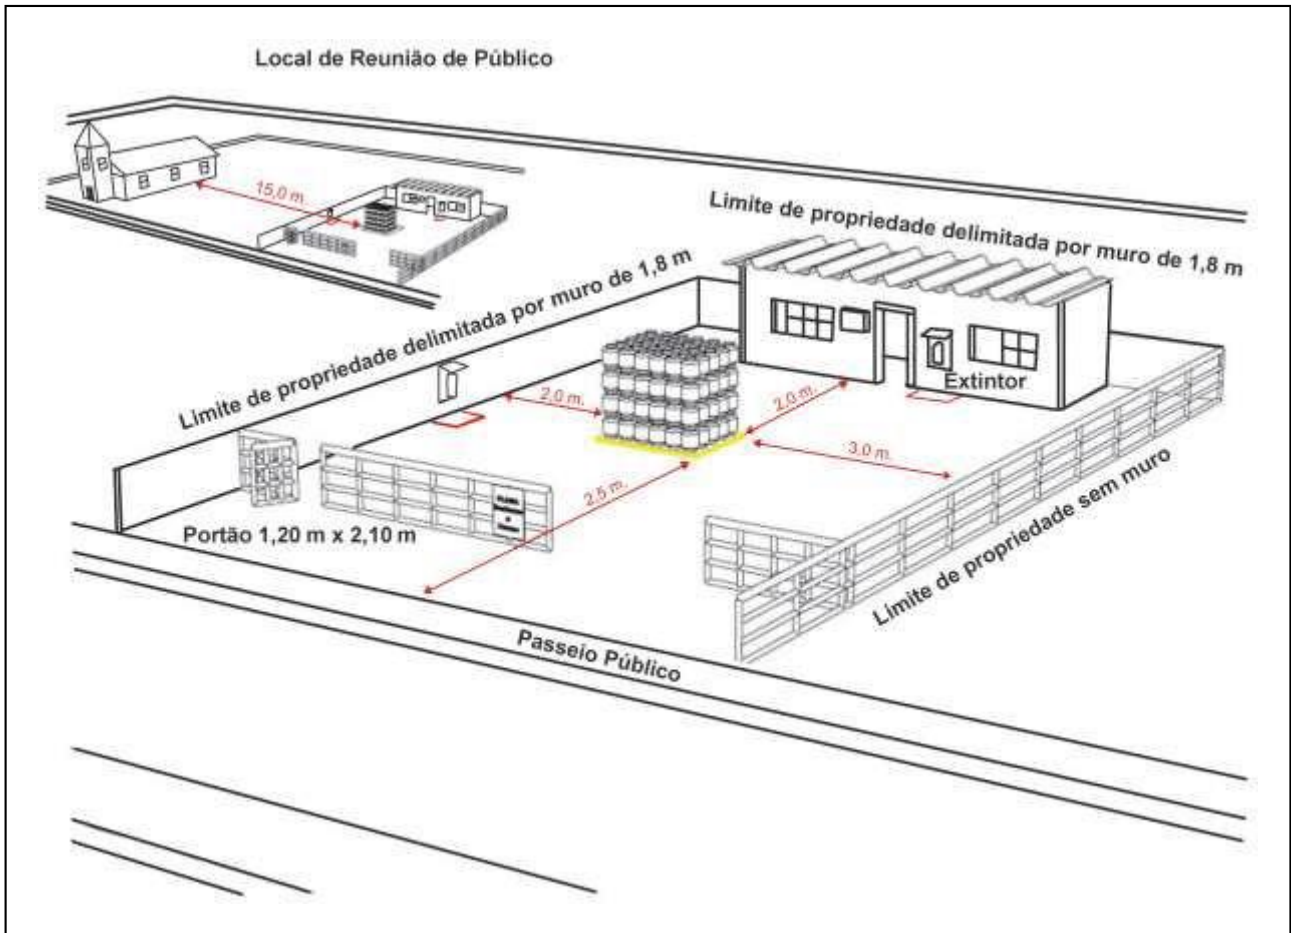 Local de Reunião de Público
15,0 m.
Limite de propriedade delimitada por muro de 1,8 m
Limite de propriedade delimitada por muro de 1,8 m
Extintor
2,0 m.
2,0 m.
3,0 m.
2,5 m.
Portão 1,20 m x 2,10 m
Limite de propriedade sem muro
Passeio Público